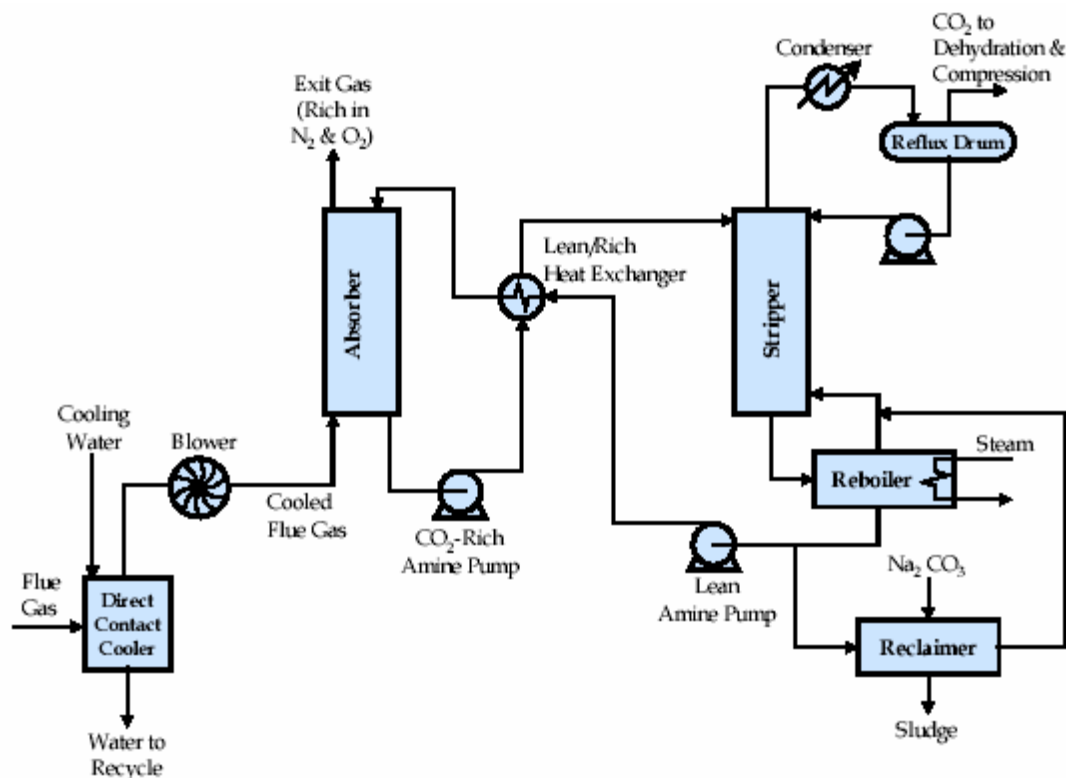 CO₂ to
Dehydration &
Compression
Condenser
Exit Gas
(Rich in
N₂ & O₂)
Reflux Drum
Lean/Rich
Heat Exchanger
Absorber
Stripper
Cooling
Water
Blower
Steam
Reboiler
Cooled
Flue Gas
CO₂-Rich
Amine Pump
Na₂ CO₃
Lean
Amine Pump
Flue
Gas
Direct
Contact
Cooler
Reclaimer
Sludge
Water to
Recycle